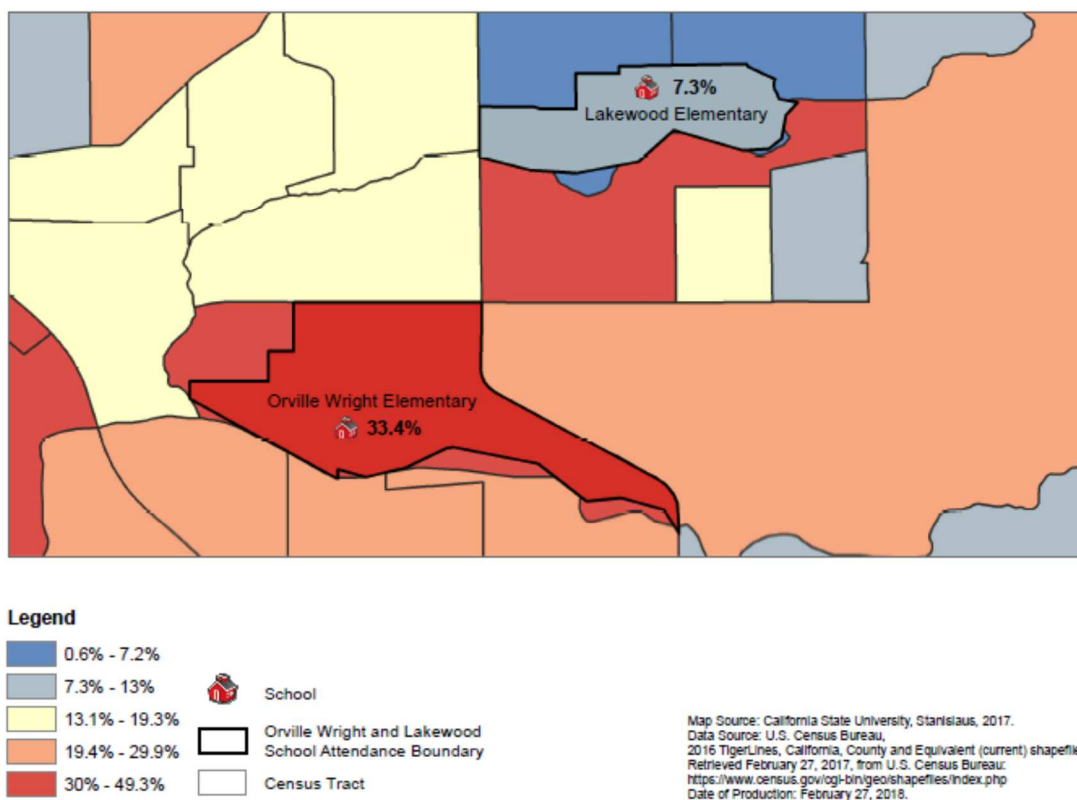 7.3%
Lakewood Elementary
Orville Wright Elementary
33.4%
Legend
0.6% - 7.2%
7.3% - 13%
13.1% - 19.3%
19.4% - 29.9%
30% - 49.3%
School
Orville Wright and Lakewood
School Attendance Boundary
Census Tract
Map Source: California State University, Stanislaus, 2017.
Data Source: U.S. Census Bureau,
2016 TigerLines, California, County and Equivalent (current) shapefile
Retrieved February 27, 2017, from U.S. Census Bureau:
https://www.census.gov/cgi-bin/geo/shapefiles/index.php
Date of Production: February 27, 2018.